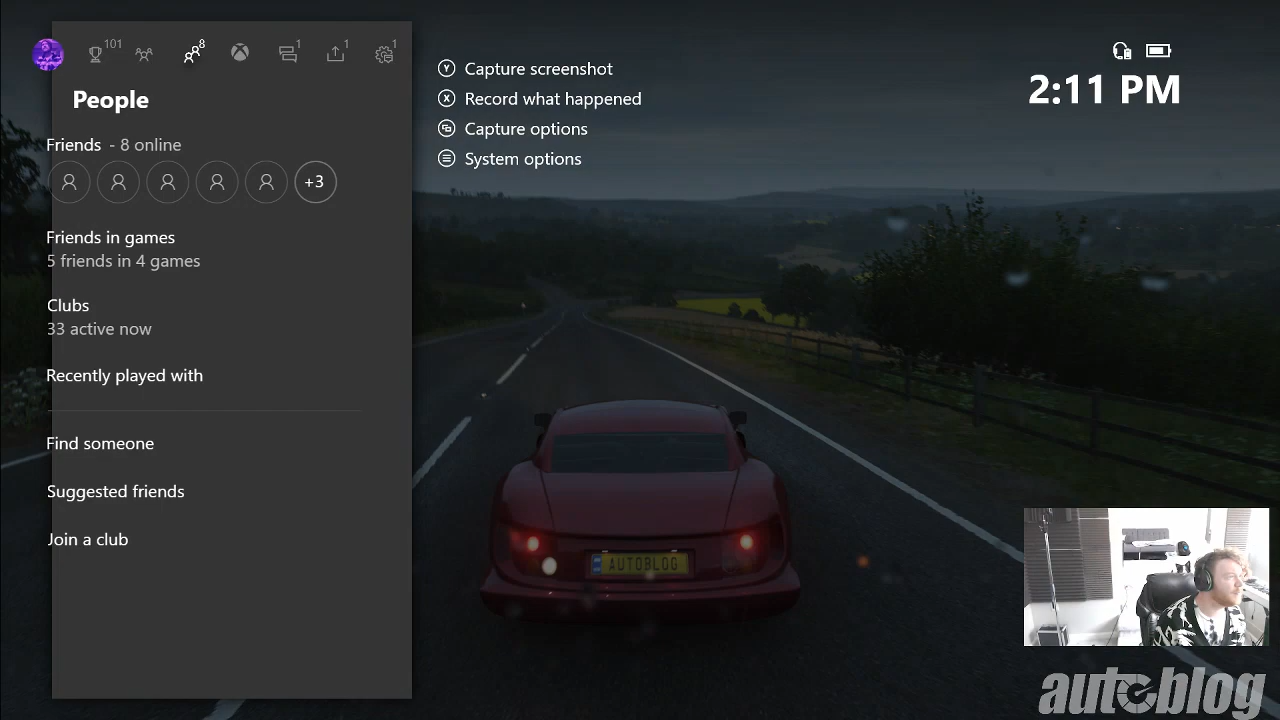 101
8
1
1
1
People
Friends - 8 online
+3
Friends in games
5 friends in 4 games
Clubs
33 active now
Recently played with
Find someone
Suggested friends
Join a club
Y Capture screenshot
X Record what happened
Capture options
System options
2:11 PM
AUTOBLOG
autoblog